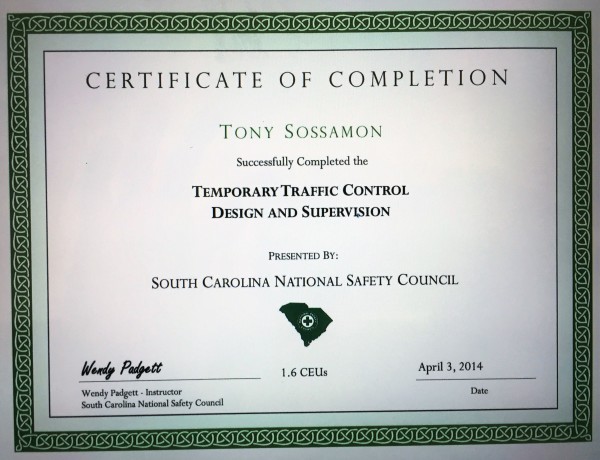 CERTIFICATE OF COMPLETION
TONY SOSSAMON
Successfully Completed the
TEMPORARY TRAFFIC CONTROL
DESIGN AND SUPERVISION
PRESENTED BY:
SOUTH CAROLINA NATIONAL SAFETY COUNCIL
Wendy Padgett
1.6 CEUs
April 3, 2014
Wendy Padgett - Instructor
Date
South Carolina National Safety Council